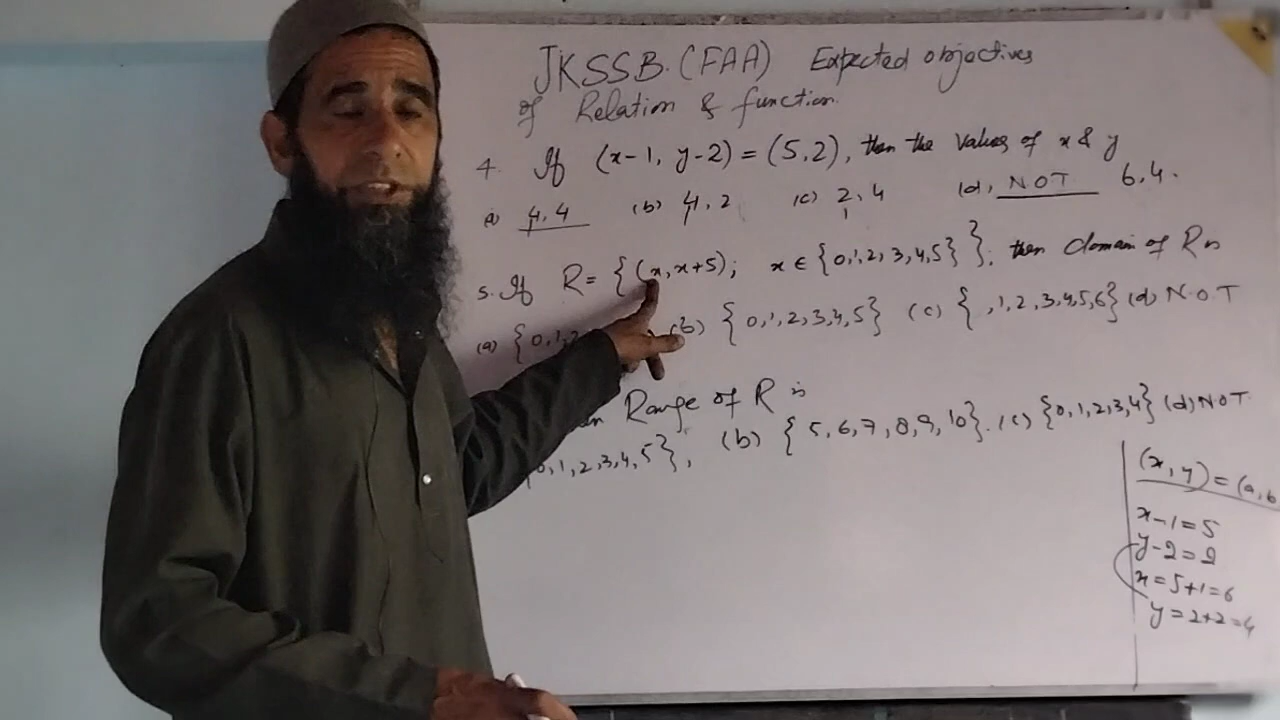 JKSSB. (FAA) Expected objectives
of Relation & function.
4. If (x-1, y-2) = (5,2), then the values of x & y
(a) 4,4 (b) 4,2 (c) 2,4 (d), NOT 6,4.
5. If R = { (x, x+5); x ∈ {0,1,2,3,4,5} }. then domain of R is
(a) {0,1,2 (b) {0,1,2,3,4,5} (c) { ,1,2,3,4,5,6} (d) NOT
Range of R is
0,1,2,3,4,5}, (b) {5,6,7,8,9,10}. (c) {0,1,2,3,4} (d) NOT
(x, y) = (a, b
x-1=5
y-2=2
x=5+1=6
y=2+2=4